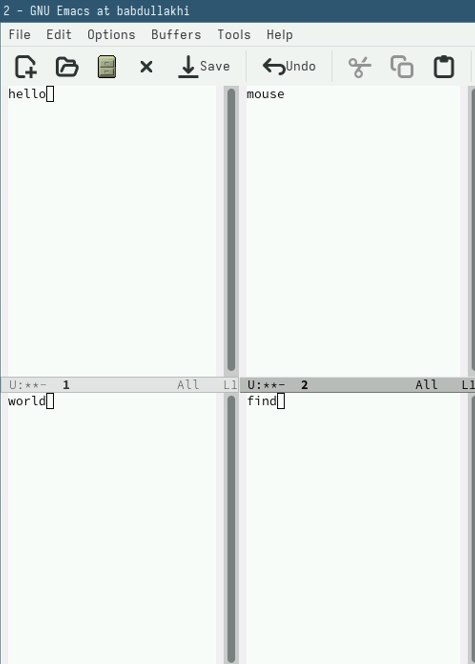 2 - GNU Emacs at babdullakhi
File Edit Options Buffers Tools Help
Save Undo
hello
mouse
U:**- 1 All L1
U:**- 2 All L1
world
find